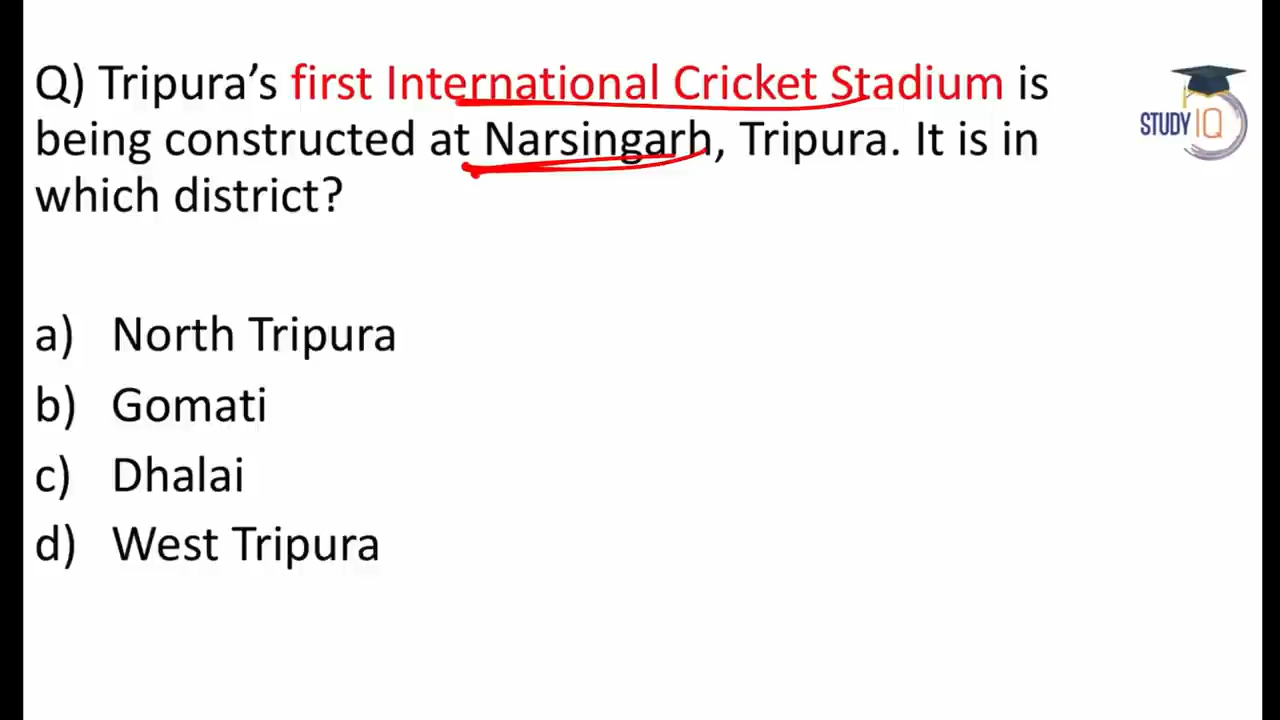 Q) Tripura’s first International Cricket Stadium is
being constructed at Narsingarh, Tripura. It is in
which district?
STUDY IQ
a) North Tripura
b) Gomati
c) Dhalai
d) West Tripura